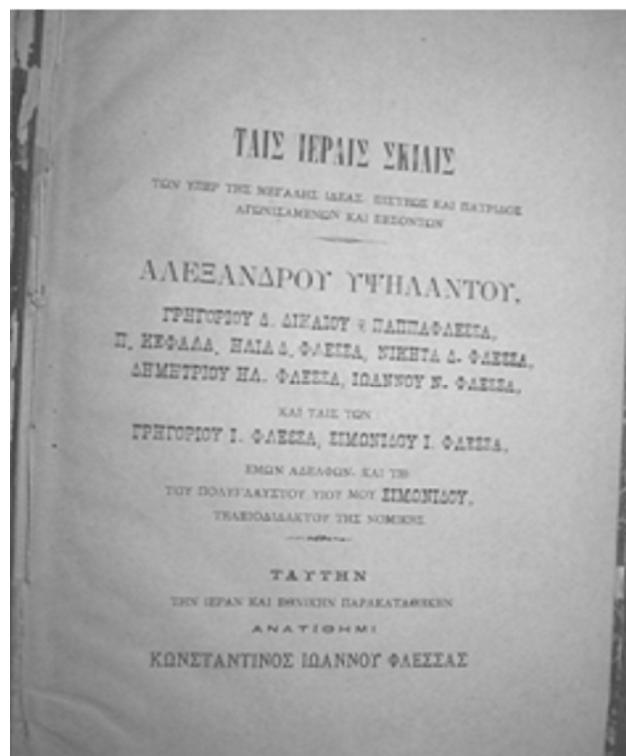 ΤΑΙΣ ΙΕΡΑΙΣ ΣΚΙΑΙΣ
ΤΩΝ ΥΠΕΡ ΤΗΣ ΜΕΓΑΛΗΣ ΙΔΕΑΣ ΠΙΣΤΕΩΣ ΚΑΙ ΠΑΤΡΙΔΟΣ
ΑΓΩΝΙΣΑΜΕΝΩΝ ΚΑΙ ΠΕΣΟΝΤΩΝ
ΑΛΕΞΑΝΔΡΟΥ ΥΨΗΛΑΝΤΟΥ,
ΓΡΗΓΟΡΙΟΥ Δ. ΔΙΚΑΙΟΥ ἢ ΠΑΠΠΑΦΛΕΣΣΑ,
Π. ΚΕΦΑΛΑ, ΗΛΙΑ Δ. ΦΛΕΣΣΑ, ΝΙΚΗΤΑ Δ. ΦΛΕΣΣΑ,
ΔΗΜΗΤΡΙΟΥ ΗΛ. ΦΛΕΣΣΑ, ΙΩΑΝΝΟΥ Ν. ΦΛΕΣΣΑ,
ΚΑΙ ΤΑΙΣ ΤΩΝ
ΓΡΗΓΟΡΙΟΥ Ι. ΦΛΕΣΣΑ, ΣΙΜΩΝΙΔΟΥ Ι. ΦΛΕΣΣΑ,
ΕΜΩΝ ΑΔΕΛΦΩΝ. ΚΑΙ ΤΗ
ΤΟΥ ΠΟΛΥΚΛΑΥΣΤΟΥ ΥΙΟΥ ΜΟΥ ΣΙΜΩΝΙΔΟΥ,
ΤΕΛΕΙΟΔΙΔΑΚΤΟΥ ΤΗΣ ΝΟΜΙΚΗΣ
ΤΑΥΤΗΝ
ΤΗΝ ΙΕΡΑΝ ΚΑΙ ΕΘΝΙΚΗΝ ΠΑΡΑΚΑΤΑΘΗΚΗΝ
ΑΝΑΤΙΘΗΜΙ
ΚΩΝΣΤΑΝΤΙΝΟΣ ΙΩΑΝΝΟΥ ΦΛΕΣΣΑΣ